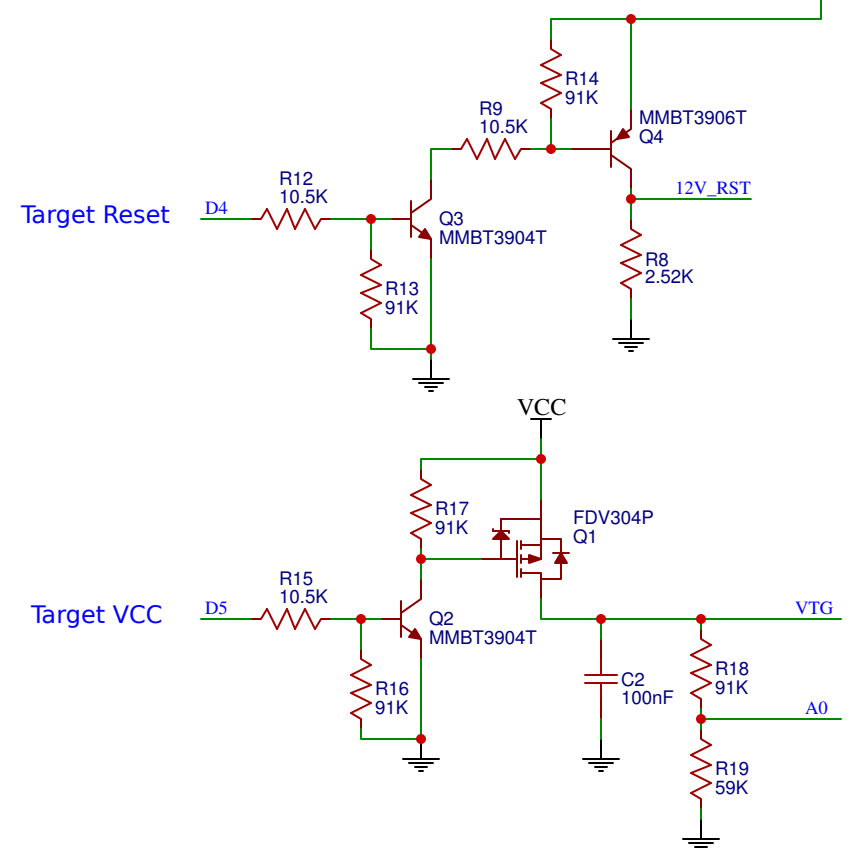 R14
91K
R9
10.5K
MMBT3906T
Q4
R12
10.5K
12V_RST
Target Reset
D4
Q3
MMBT3904T
R8
2.52K
R13
91K
VCC
R17
91K
FDV304P
Q1
R15
10.5K
Target VCC
D5
Q2
MMBT3904T
VTG
R18
91K
R16
91K
C2
100nF
A0
R19
59K